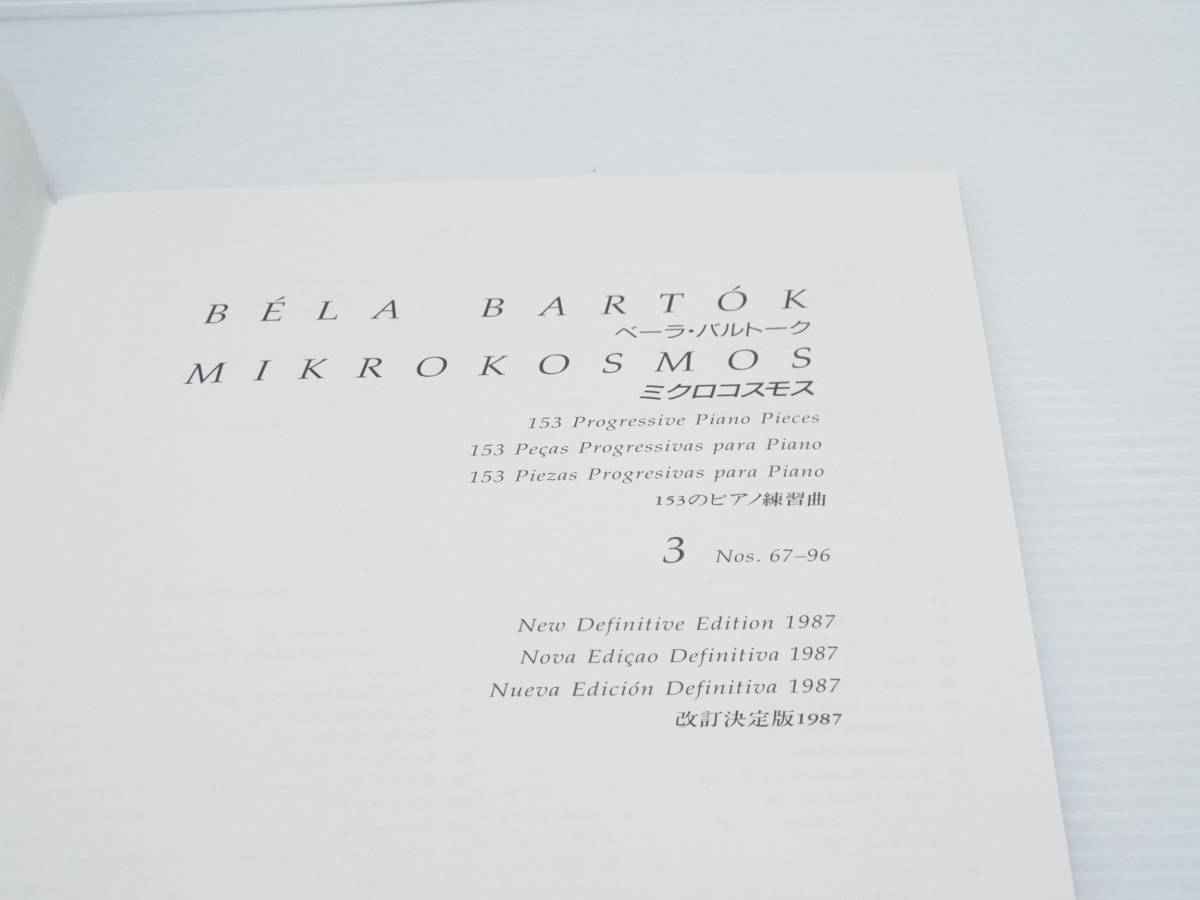 BÉLA BARTÓK
ベーラ・バルトーク
MIKROKOSMOS
ミクロコスモス
153 Progressive Piano Pieces
153 Peças Progressivas para Piano
153 Piezas Progresivas para Piano
153のピアノ練習曲
3 Nos. 67–96
New Definitive Edition 1987
Nova Ediçao Definitiva 1987
Nueva Edición Definitiva 1987
改訂決定版1987